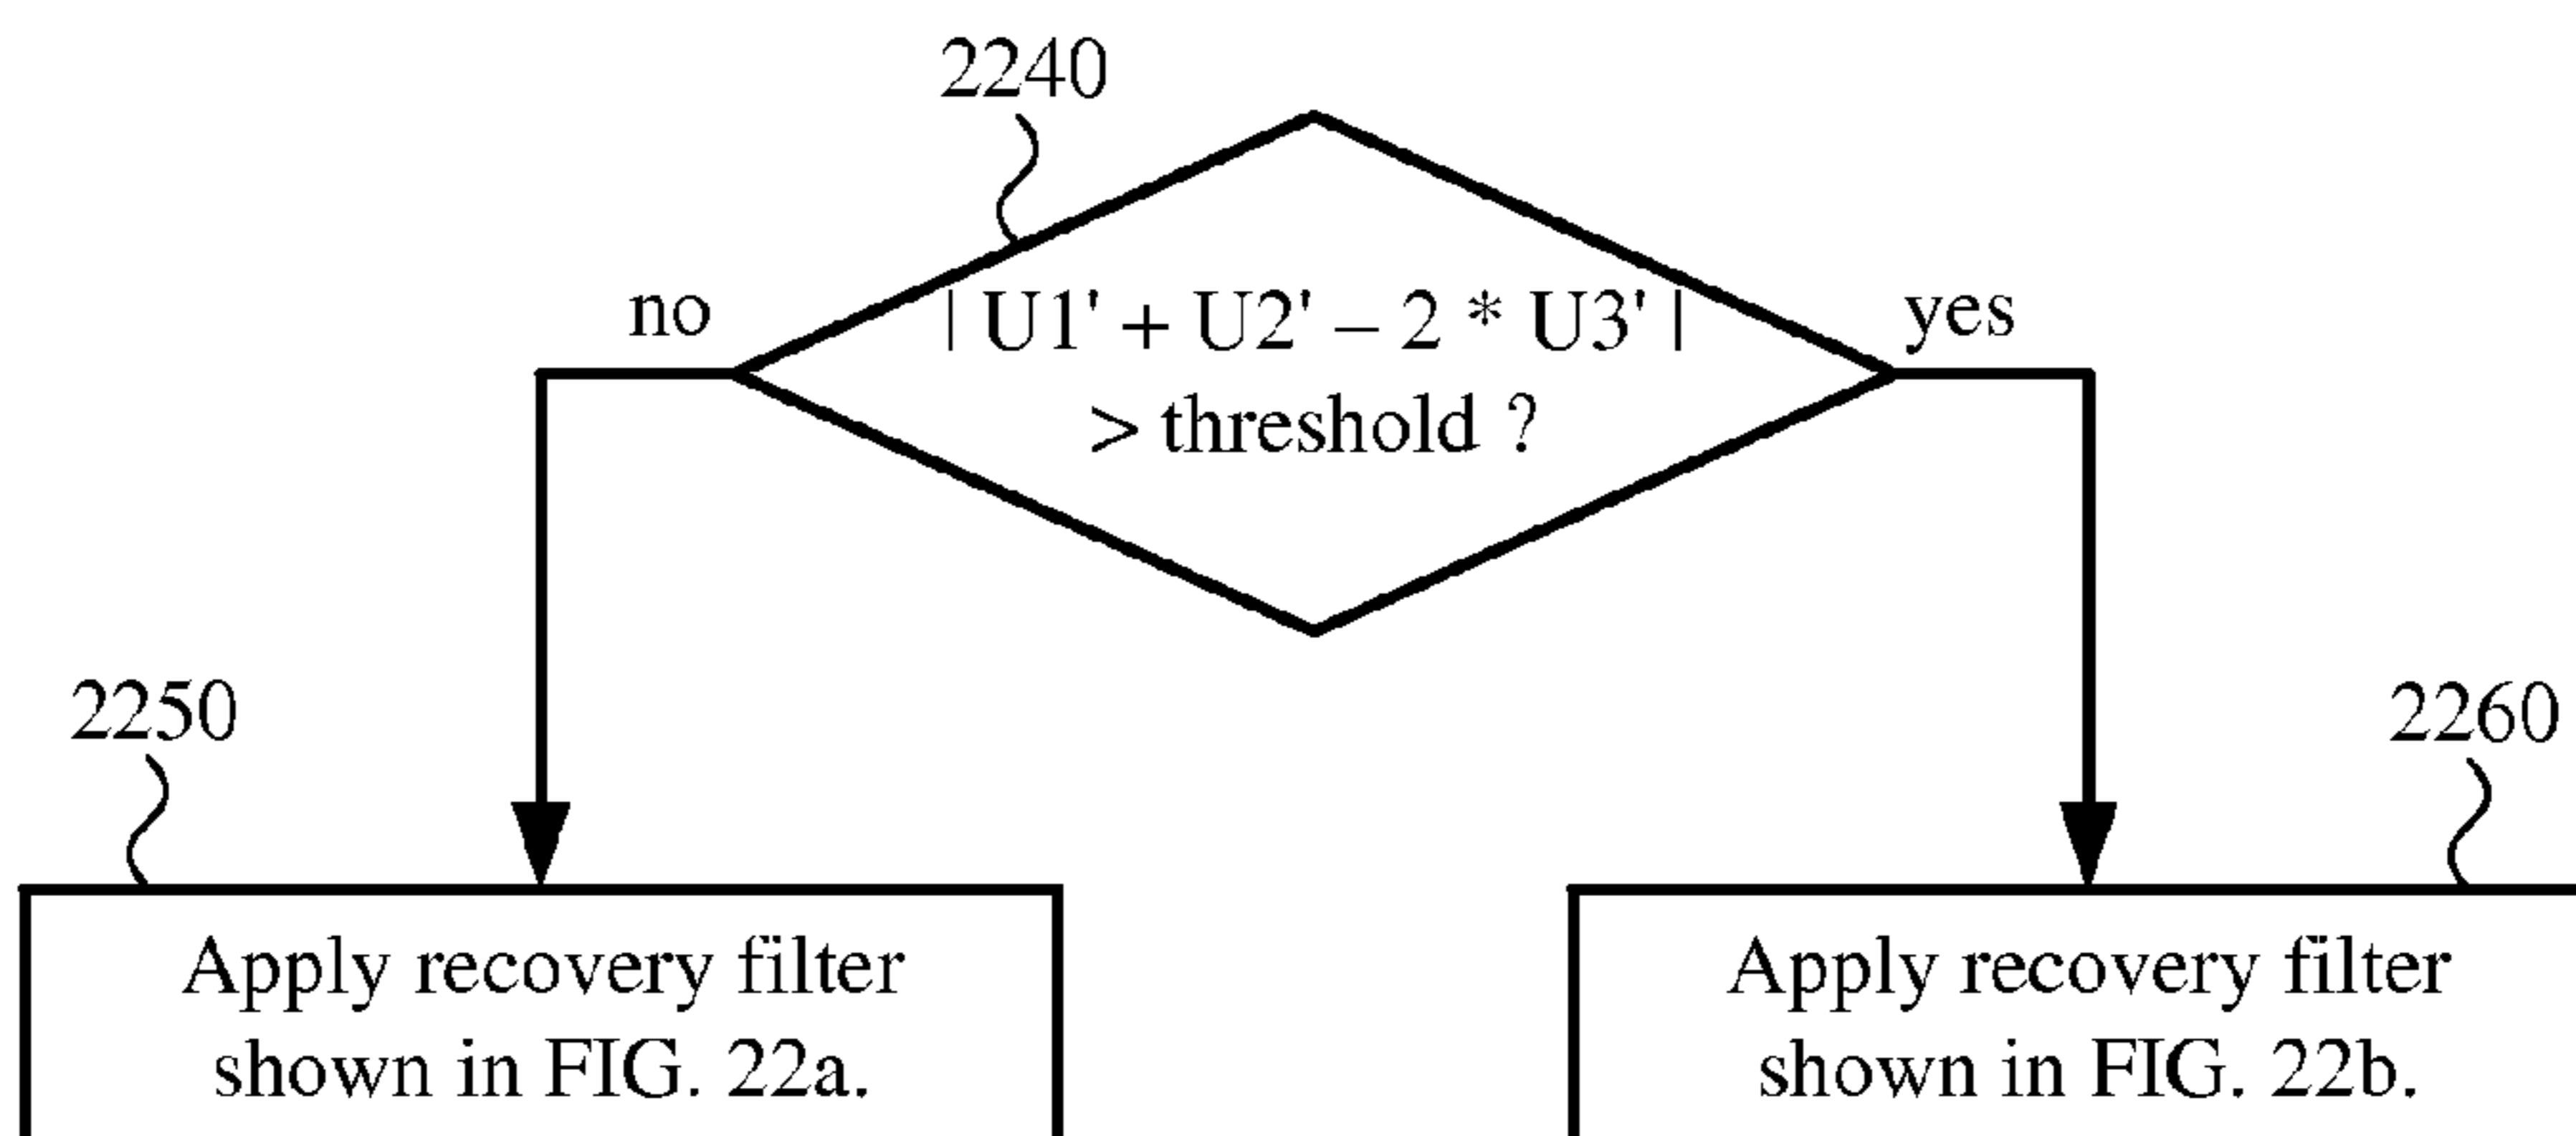 2240
no
| U1' + U2' – 2 * U3' |
> threshold ?
yes
2250
2260
Apply recovery filter
shown in FIG. 22a.
Apply recovery filter
shown in FIG. 22b.